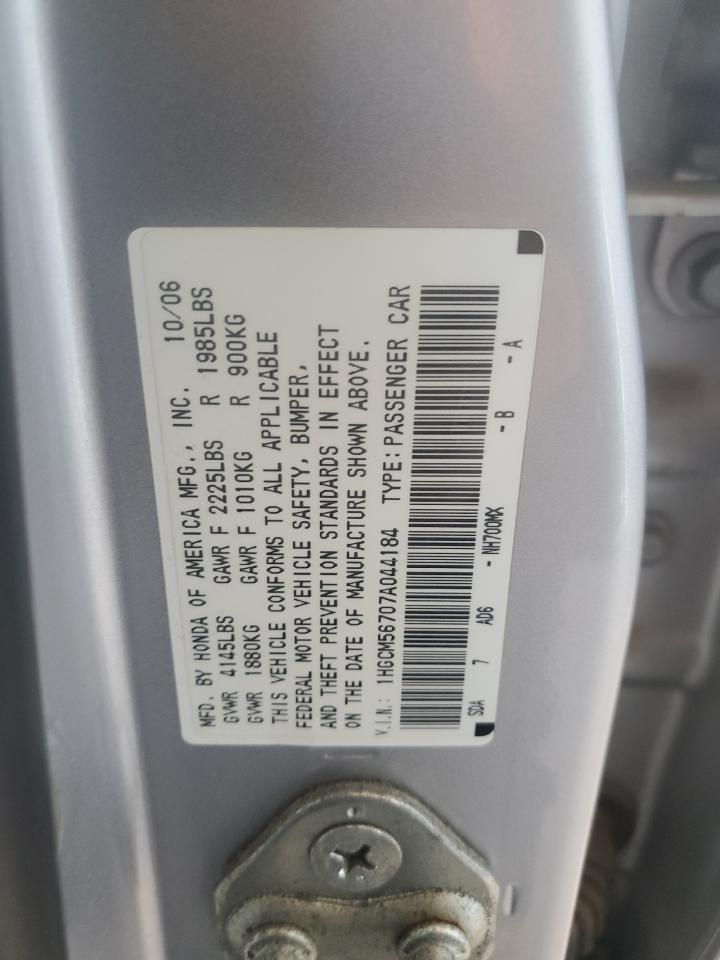 MFD. BY HONDA OF AMERICA MFG., INC. 10/06
GVWR 4145LBS GAWR F 2225LBS R 1985LBS
GVWR 1880KG GAWR F 1010KG R 900KG
THIS VEHICLE CONFORMS TO ALL APPLICABLE
FEDERAL MOTOR VEHICLE SAFETY, BUMPER,
AND THEFT PREVENTION STANDARDS IN EFFECT
ON THE DATE OF MANUFACTURE SHOWN ABOVE.
V.I.N.: 1HGCM56707A044184 TYPE:PASSENGER CAR
SDA 7 AD6 - NH700MX - B - A